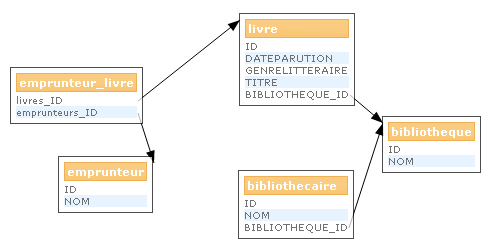 livre
ID
DATEPARUTION
GENRELITTERAIRE
TITRE
BIBLIOTHEQUE_ID
emprunteur_livre
livres_ID
emprunteurs_ID
bibliotheque
ID
NOM
emprunteur
ID
NOM
bibliothecaire
ID
NOM
BIBLIOTHEQUE_ID